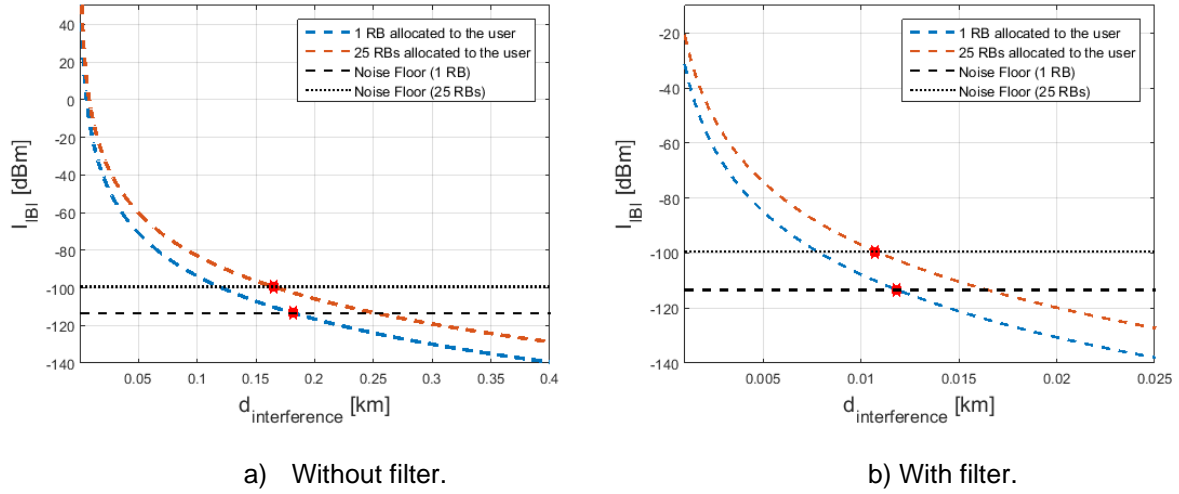 40
20
0
-20
-40
-60
-80
-100
-120
-140
I_IBI [dBm]
0.05 0.1 0.15 0.2 0.25 0.3 0.35 0.4
d_interference [km]
1 RB allocated to the user
25 RBs allocated to the user
Noise Floor (1 RB)
Noise Floor (25 RBs)
a) Without filter.
-20
-40
-60
-80
-100
-120
-140
I_IBI [dBm]
0.005 0.01 0.015 0.02 0.025
d_interference [km]
1 RB allocated to the user
25 RBs allocated to the user
Noise Floor (1 RB)
Noise Floor (25 RBs)
b) With filter.